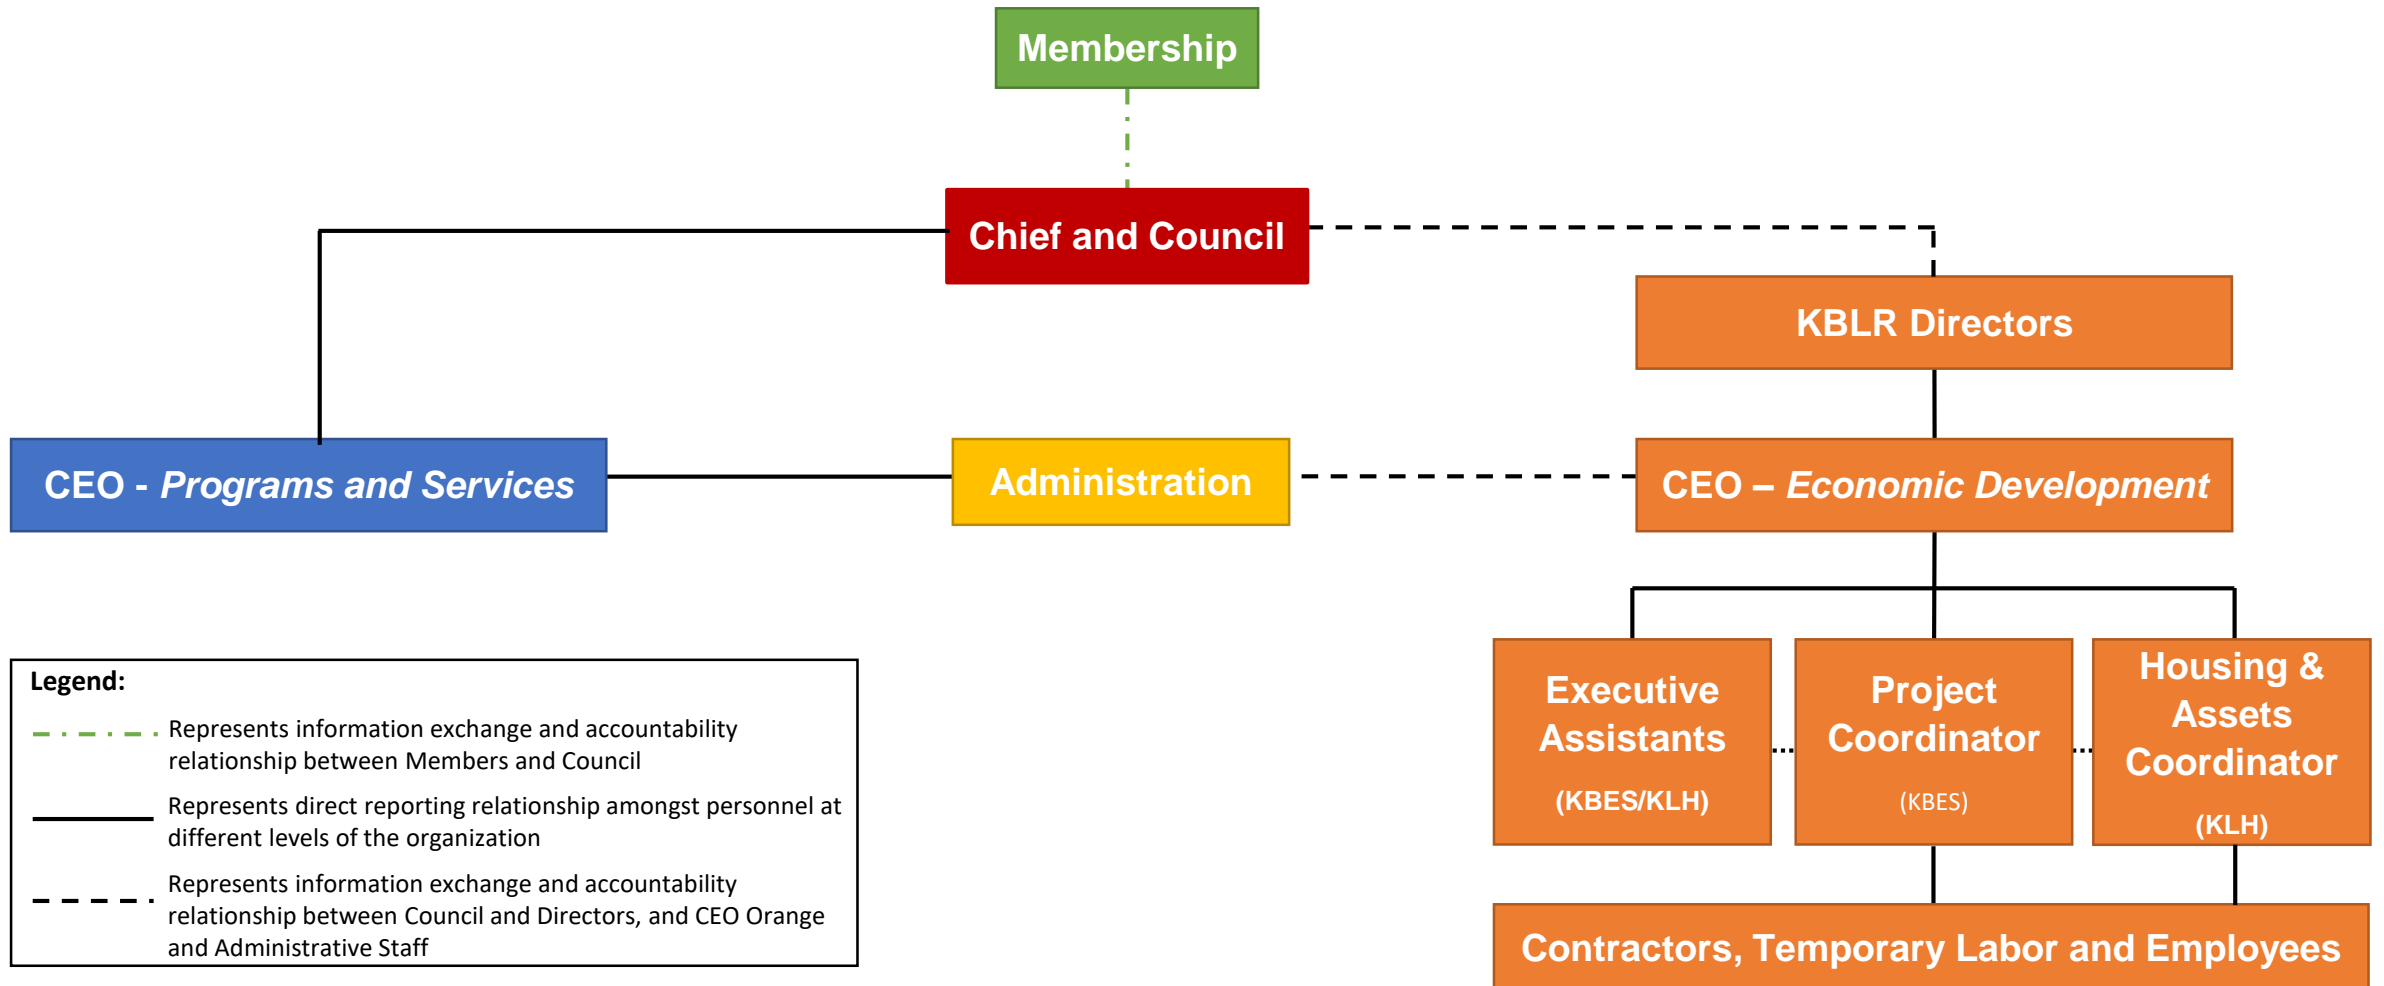 Membership
Chief and Council
KBLR Directors
CEO - Programs and Services
Administration
CEO – Economic Development
Executive
Assistants
(KBES/KLH)
Project
Coordinator
(KBES)
Housing &
Assets
Coordinator
(KLH)
Contractors, Temporary Labor and Employees
Legend:
Represents information exchange and accountability
relationship between Members and Council
Represents direct reporting relationship amongst personnel at
different levels of the organization
Represents information exchange and accountability
relationship between Council and Directors, and CEO Orange
and Administrative Staff